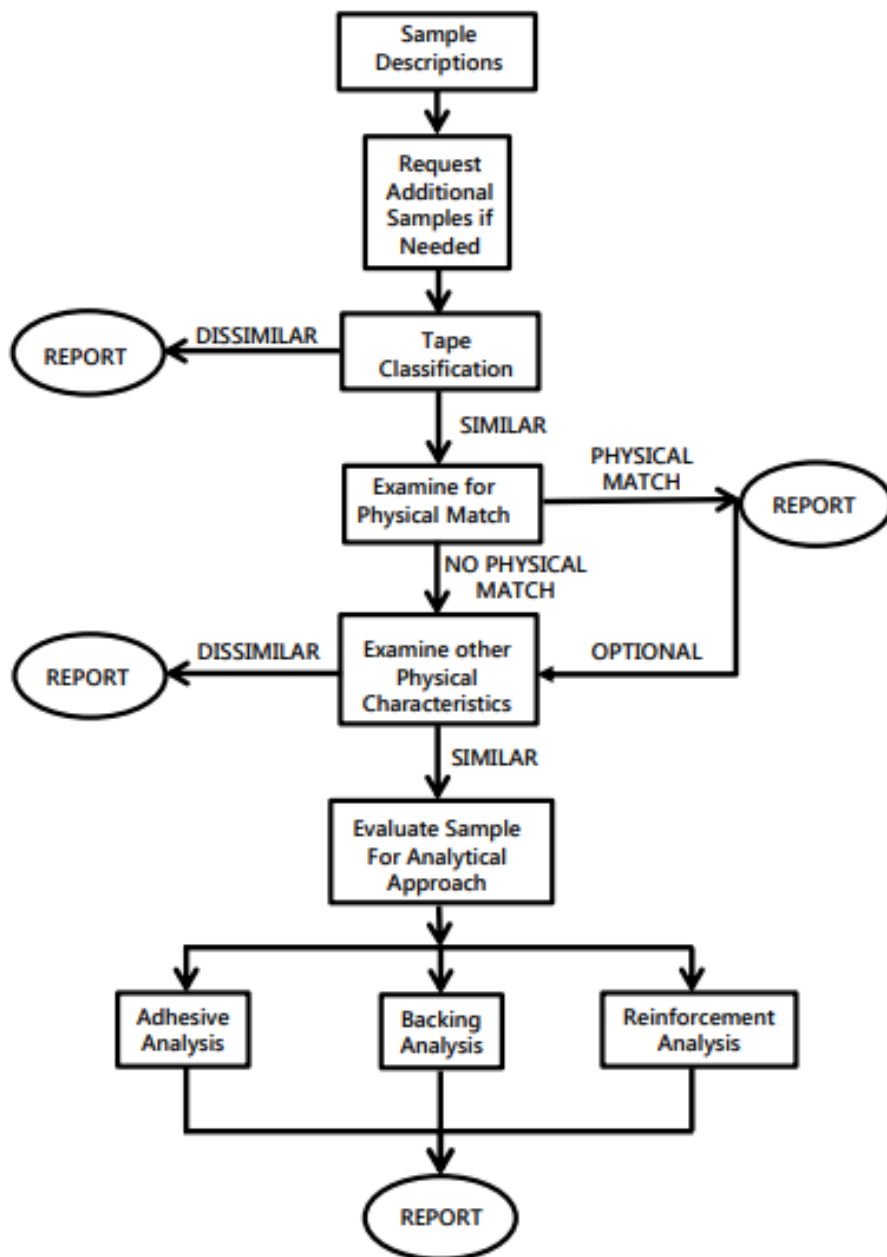 Sample
Descriptions
Request
Additional
Samples if
Needed
DISSIMILAR
REPORT
Tape
Classification
SIMILAR
PHYSICAL
MATCH
Examine for
Physical Match
REPORT
NO PHYSICAL
MATCH
DISSIMILAR
REPORT
Examine other
Physical
Characteristics
OPTIONAL
SIMILAR
Evaluate Sample
For Analytical
Approach
Adhesive
Analysis
Backing
Analysis
Reinforcement
Analysis
REPORT